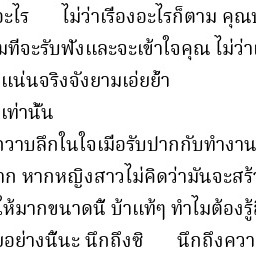 อะไร ไม่ว่าเรื่องอะไรก็ตาม คุณ
มที่จะรับฟังและจะเข้าใจคุณ ไม่ว่า
แน่นจริงจังยามเอ่ยย้ำ
เท่านั้น
วาบลึกในใจเมื่อรับปากกับทำงาน
าก หากหญิงสาวไม่คิดว่ามันจะสร้
ให้มากขนาดนี้ บ้าแท้ๆ ทำไมต้องรู้
อย่างนี้นะ นึกถึงซิ นึกถึงควา